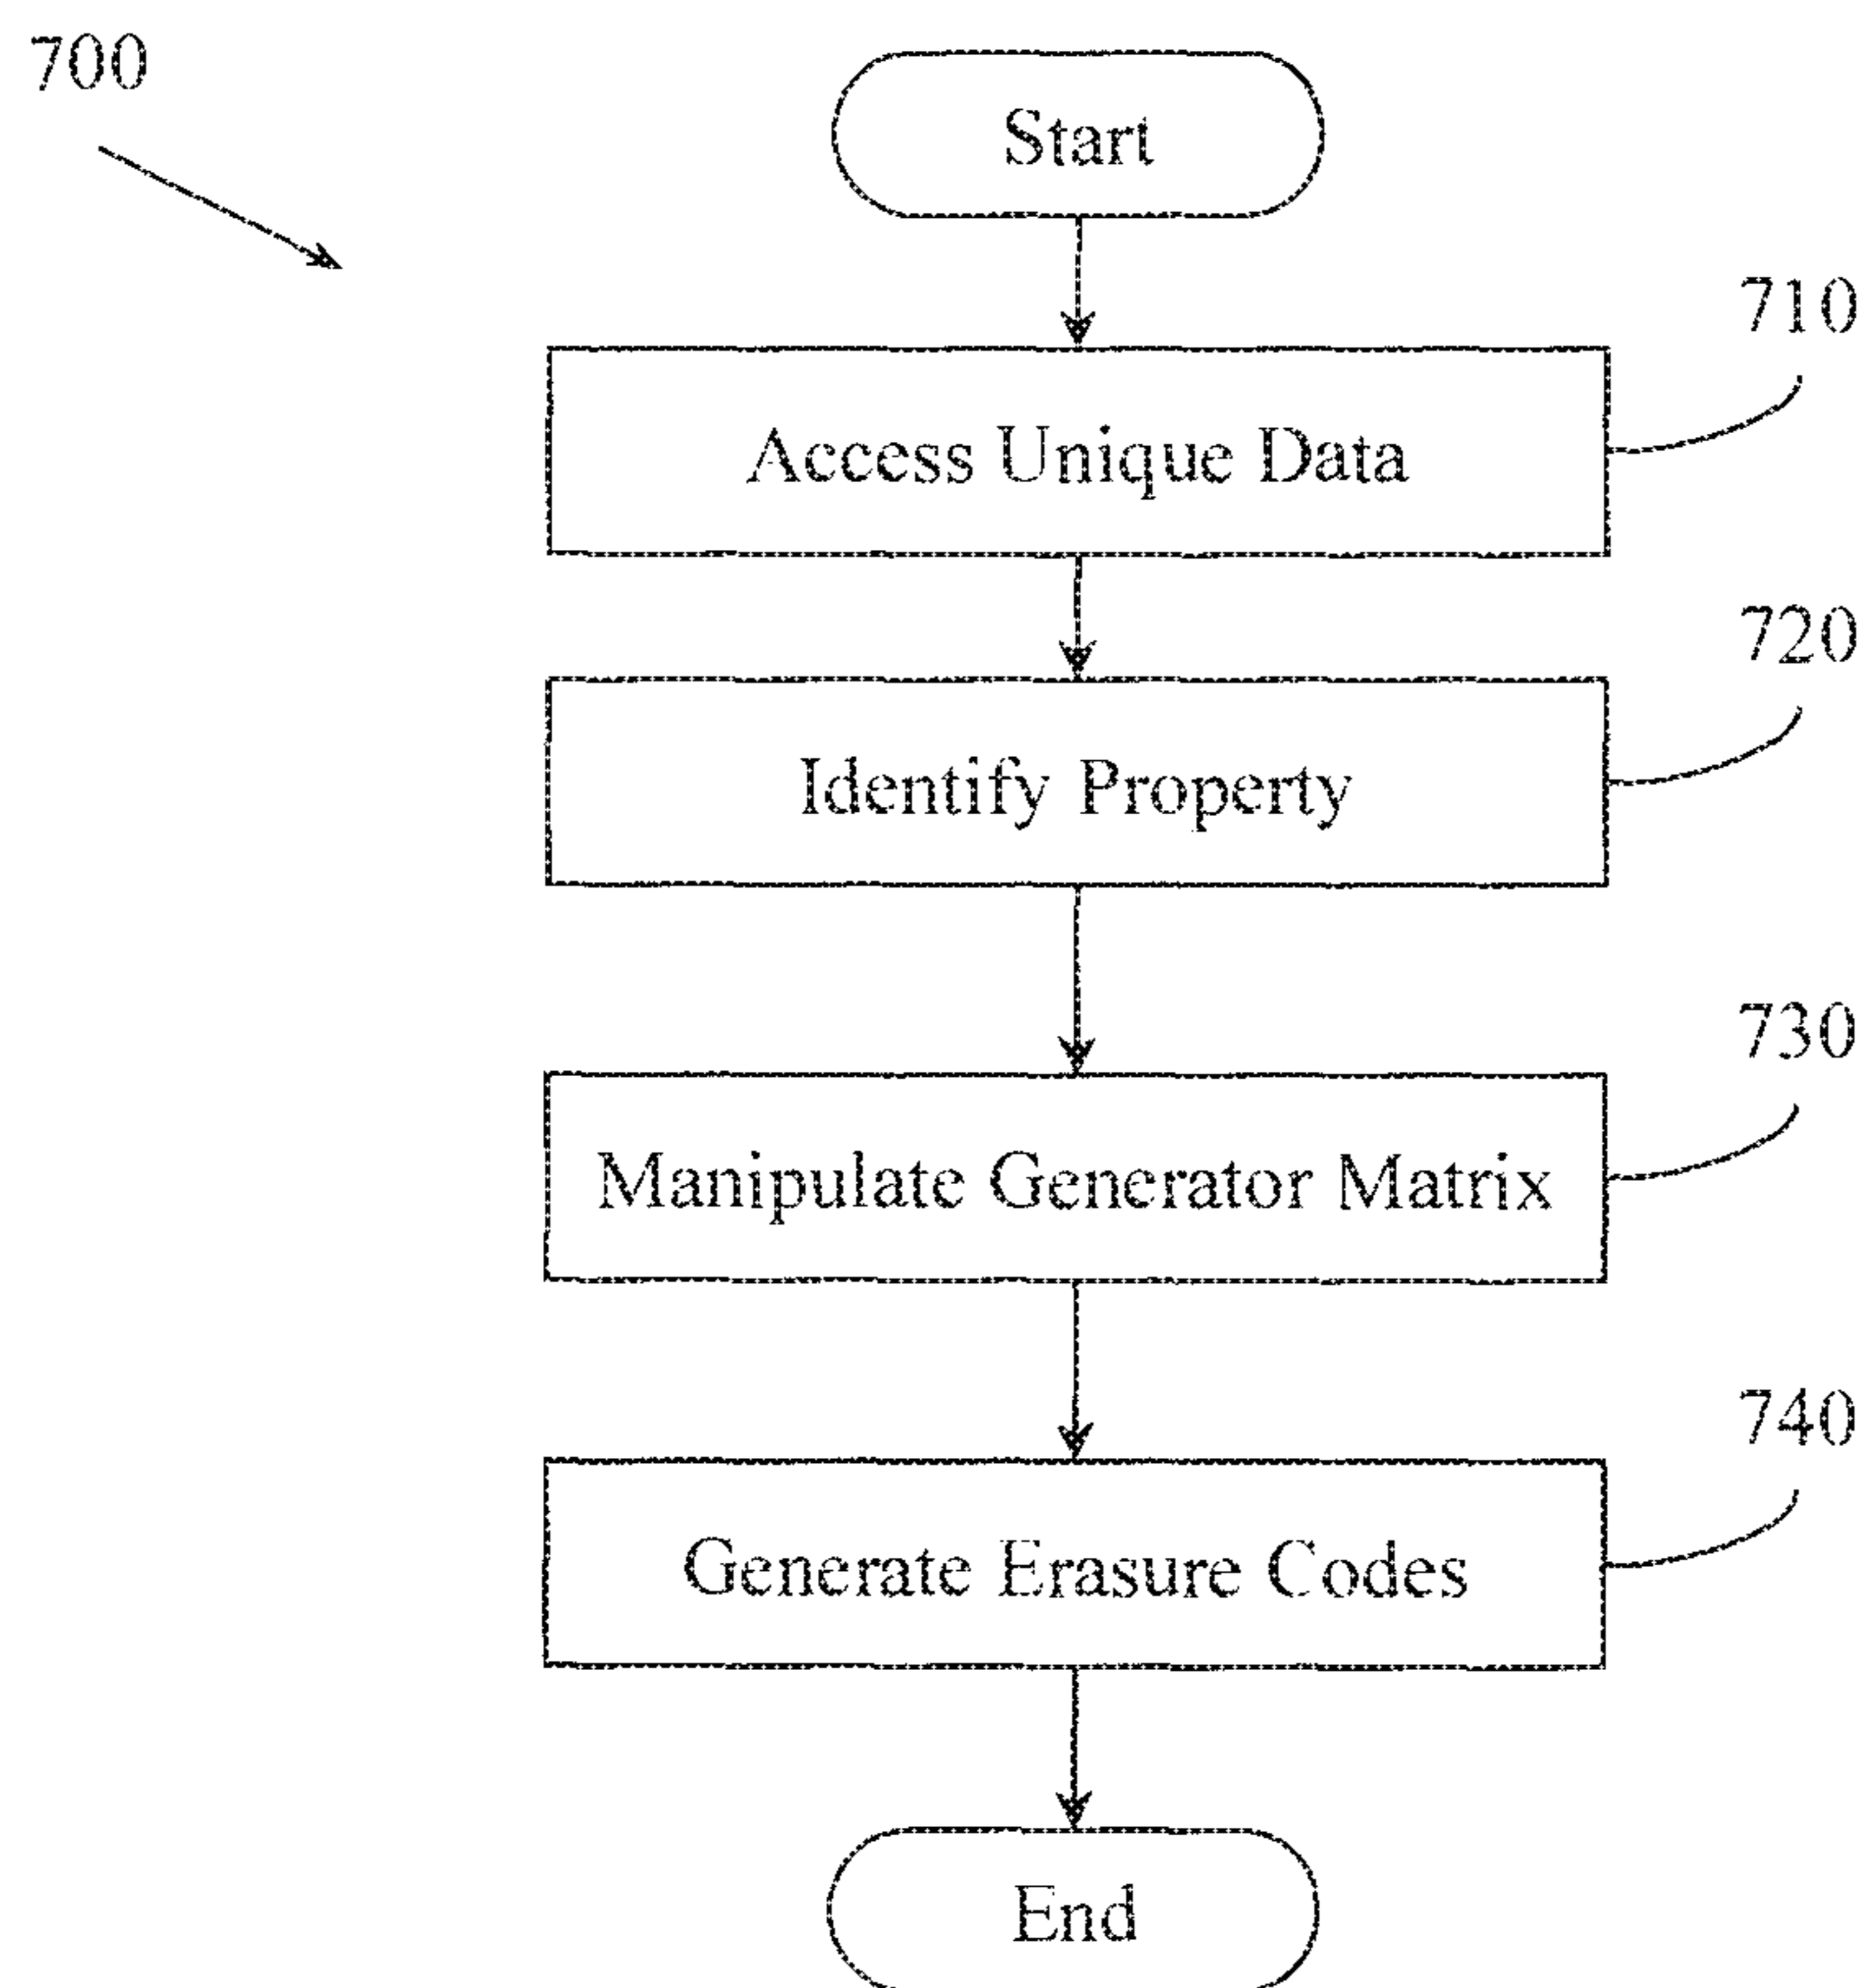 700
Start
710
Access Unique Data
720
Identify Property
730
Manipulate Generator Matrix
740
Generate Erasure Codes
End